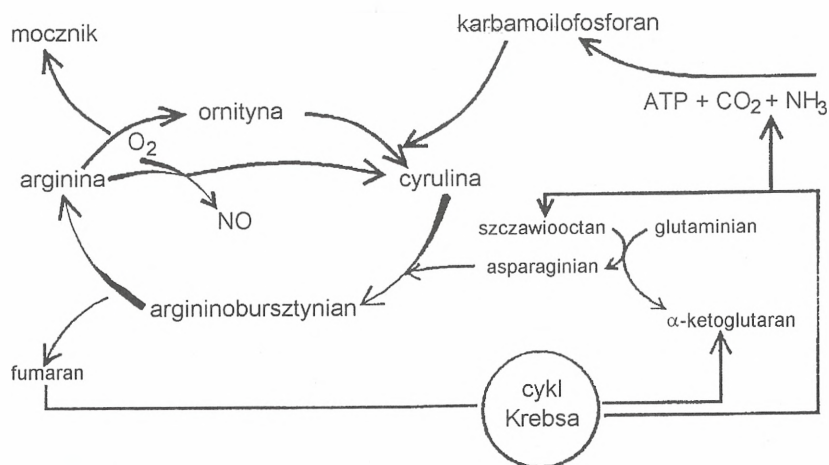 mocznik
karbamoilofosforan
ornityna
ATP + CO₂ + NH₃
O₂
arginina
cyrulina
NO
szczawiooctan
glutaminian
asparaginian
argininobursztynian
α-ketoglutaran
fumaran
cykl
Krebsa